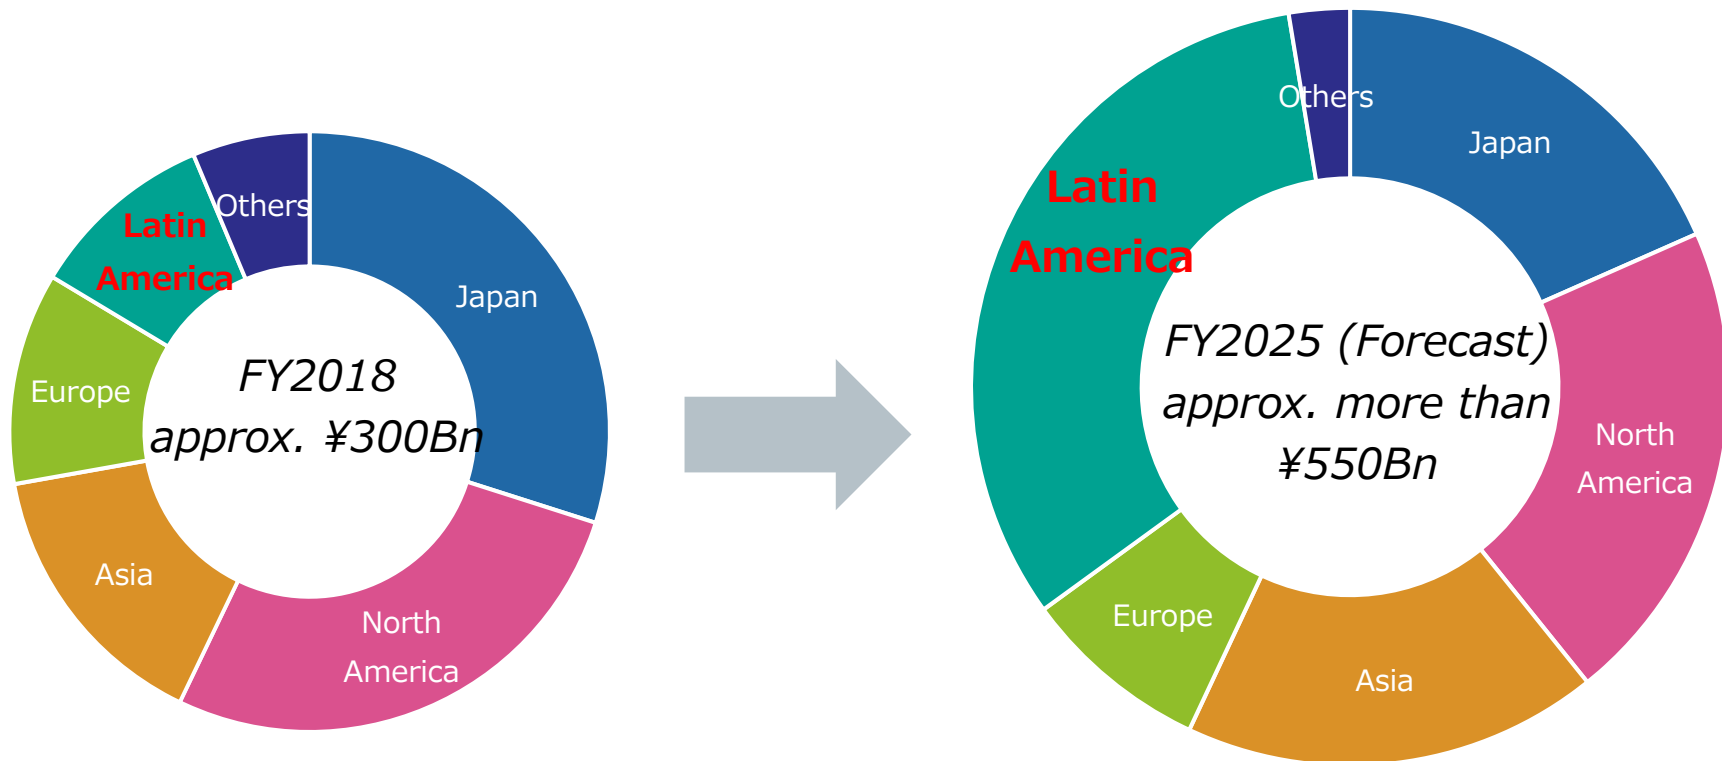 Others
Japan
Latin
America
Europe
Asia
North
America
FY2018
approx. ¥300Bn
Others
Japan
Latin
America
North
America
Europe
Asia
FY2025 (Forecast)
approx. more than
¥550Bn